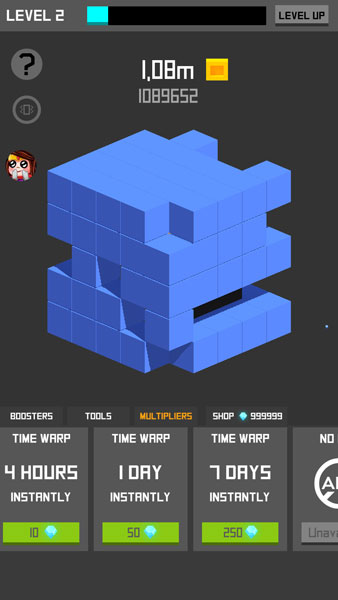 LEVEL 2
LEVEL UP
?
1,08m
1089652
BOOSTERS
TOOLS
MULTIPLIERS
SHOP 999999
TIME WARP
4 HOURS
INSTANTLY
10
TIME WARP
1 DAY
INSTANTLY
50
TIME WARP
7 DAYS
INSTANTLY
250
NO
A
Unava